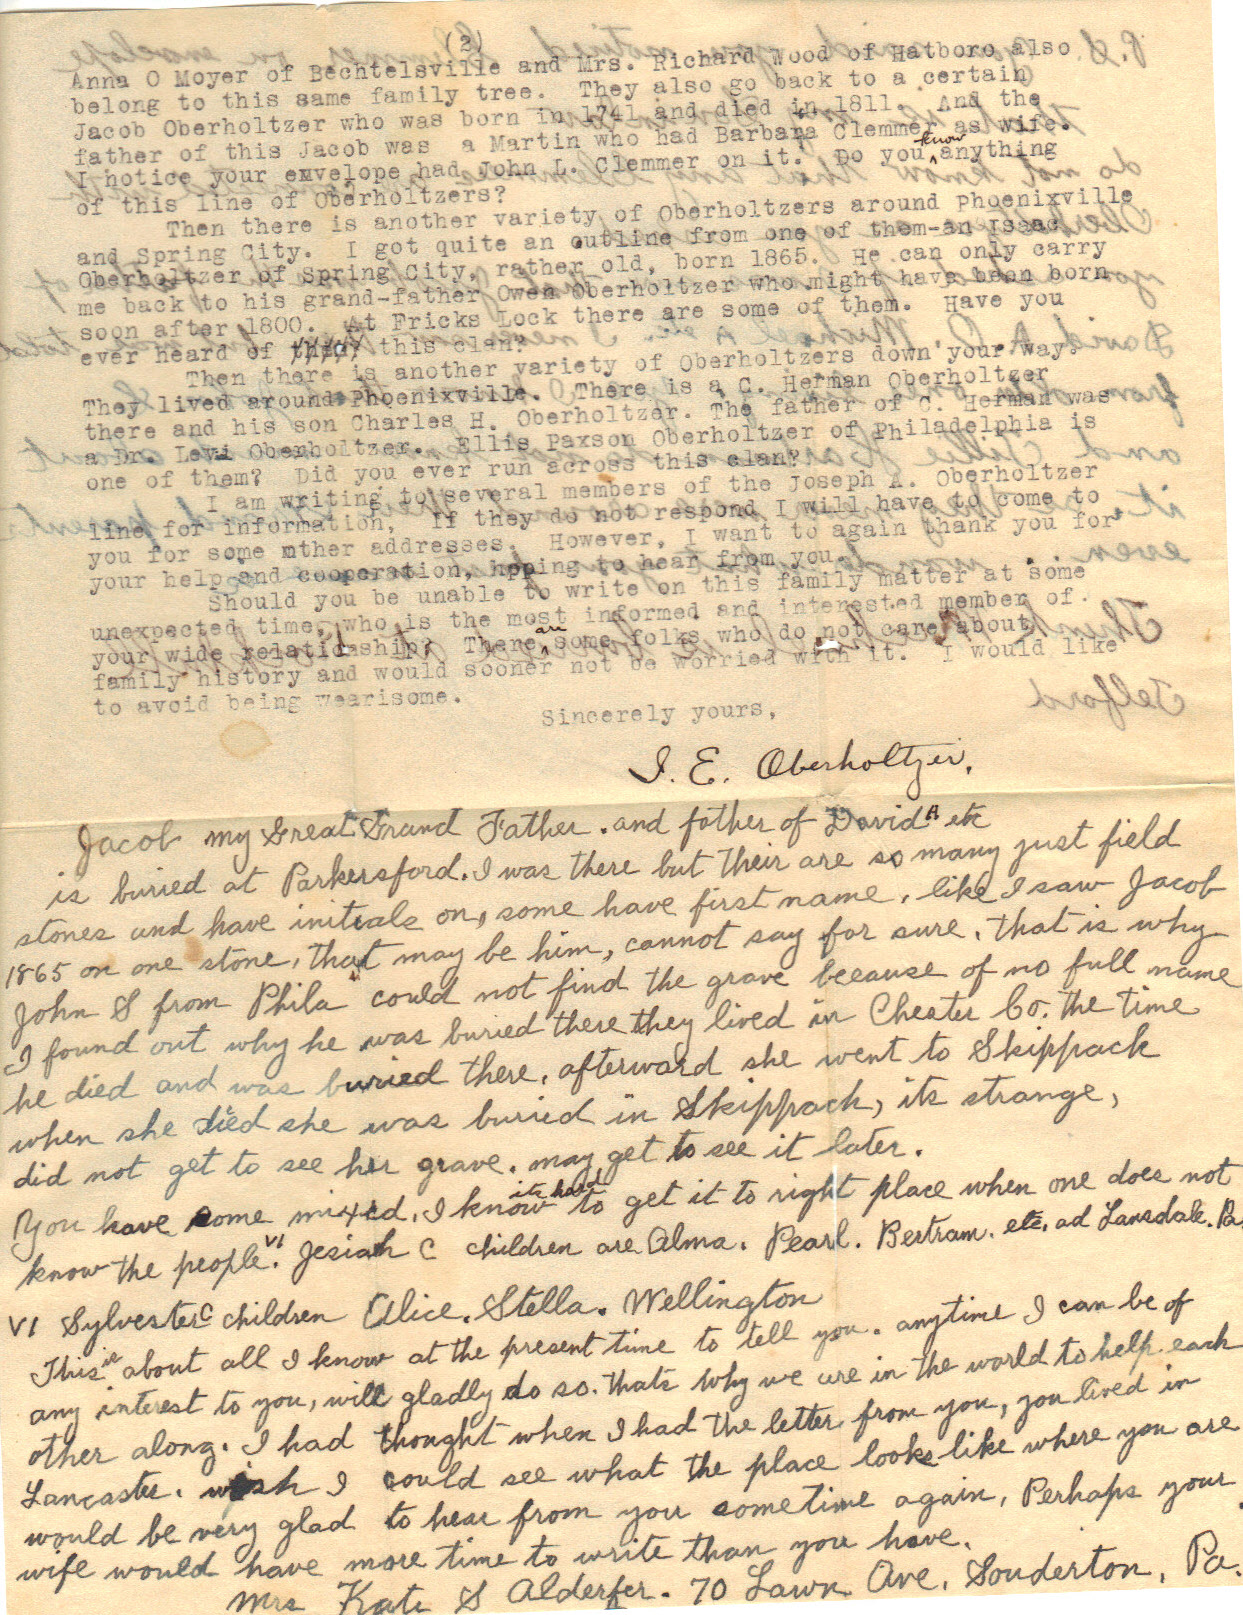 (2)
Anna O Moyer of Bechtelsville and Mrs. Richard Wood of Hatboro also
belong to this same family tree. They also go back to a certain
Jacob Oberholtzer who was born in 1741 and died in 1811. And the
father of this Jacob was a Martin who had Barbara Clemmer as wife.
I notice your envelope had John L. Clemmer on it. Do you know anything
of this line of Oberholtzers?
Then there is another variety of Oberholtzers around Phoenixville
and Spring City. I got quite an outline from one of them-an Isaac
Oberholtzer of Spring City, rather old, born 1865. He can only carry
me back to his grand-father Owen Oberholtzer who might have been born
soon after 1800. At Fricks Lock there are some of them. Have you
ever heard of this clan?
Then there is another variety of Oberholtzers down your way.
They lived around Phoenixville. There is a C. Herman Oberholtzer
there and his son Charles H. Oberholtzer. The father of C. Herman was
a Dr. Levi Oberholtzer. Ellis Paxson Oberholtzer of Philadelphia is
one of them? Did you ever run across this clan?
I am writing to several members of the Joseph A. Oberholtzer
line for information, If they do not respond I will have to come to
you for some other addresses. However, I want to again thank you for
your help and cooperation, hoping to hear from you.
Should you be unable to write on this family matter at some
unexpected time, who is the most informed and interested member of
your wide relationship? There are some folks who do not care about
family history and would sooner not be worried with it. I would like
to avoid being wearisome.
Sincerely yours,
I. E. Oberholtzer.
Jacob my Great Grand Father. and father of David A etc
is buried at Parkersford. I was there but their are so many just field
stones and have initials on, some have first name, like I saw Jacob
1865 on one stone, that may be him, cannot say for sure, that is why
John S from Phila could not find the grave because of no full name
I found out why he was buried there they lived in Chester Co. the time
he died and was buried there, afterward she went to Skippack
when she died she was buried in Skippack, its strange,
did not get to see her grave. may get to see it later.
You have some mixed, I know its hard to get it to right place when one does not
know the people. VI Jesiah C children are Alma. Pearl. Bertram. etc. ad Lansdale. Pa
VI Sylvester C children Alice. Stella. Wellington
This is about all I know at the present time to tell you. anytime I can be of
any interest to you, will gladly do so. thats why we are in the world to help each
other along. I had thought when I had the letter from you, you lived in
Lancaster. wish I could see what the place looks like where you are
would be very glad to hear from you sometime again, Perhaps your
wife would have more time to write than you have.
Mrs Kate S Alderfer. 70 Lawn Ave, Souderton, Pa.